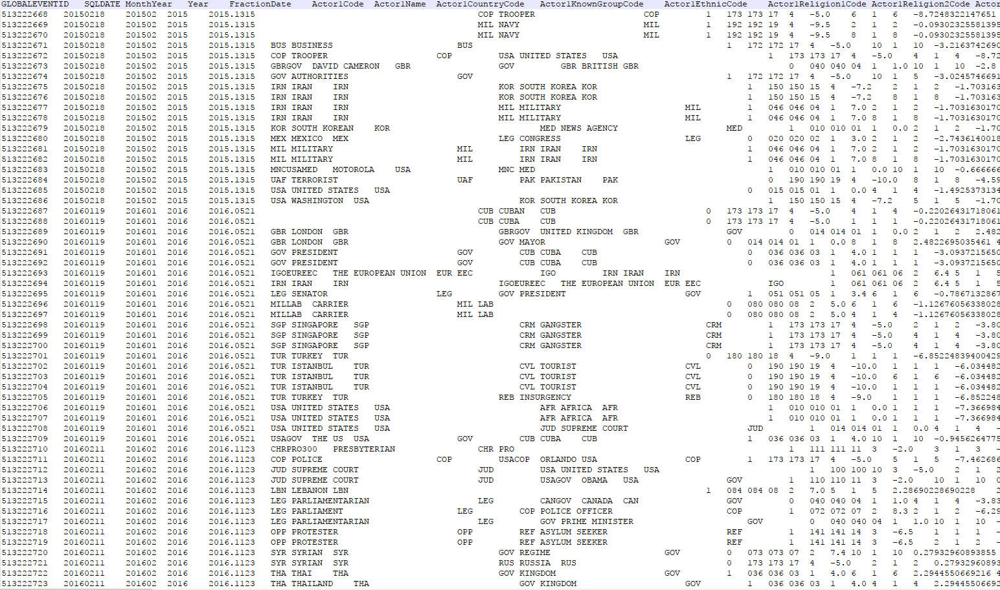 GLOBALEVENTID SQLDATE MonthYear Year FractionDate Actor1Code Actor1Name Actor1CountryCode Actor1KnownGroupCode Actor1EthnicCode Actor1Religion1Code Actor1Religion2Code Actor
513222668 20150218 201502 2015 2015.1315 COP TROOPER COP 1 173 173 17 4 -5.0 6 1 6 -8.7248322147651
513222669 20150218 201502 2015 2015.1315 MIL NAVY MIL 1 192 192 19 4 -9.5 2 1 2 -0.09302325581395
513222670 20150218 201502 2015 2015.1315 MIL NAVY MIL 1 192 192 19 4 -9.5 8 1 8 -0.09302325581395
513222671 20150218 201502 2015 2015.1315 BUS BUSINESS BUS 1 172 172 17 4 -5.0 10 1 10 -3.2163742690
513222672 20150218 201502 2015 2015.1315 COP TROOPER COP USA UNITED STATES USA 1 173 173 17 4 -5.0 4 1 4 -8.72
513222673 20150218 201502 2015 2015.1315 GBRGOV DAVID CAMERON GBR GOV GBR BRITISH GBR 0 040 040 04 1 1.0 10 1 10 -2.8
513222674 20150218 201502 2015 2015.1315 GOV AUTHORITIES GOV 1 172 172 17 4 -5.0 10 1 5 -3.0245746691
513222675 20150218 201502 2015 2015.1315 IRN IRAN IRN KOR SOUTH KOREA KOR 1 150 150 15 4 -7.2 2 1 2 -1.703163
513222676 20150218 201502 2015 2015.1315 IRN IRAN IRN KOR SOUTH KOREA KOR 1 150 150 15 4 -7.2 8 1 8 -1.703163
513222677 20150218 201502 2015 2015.1315 IRN IRAN IRN MIL MILITARY MIL 1 046 046 04 1 7.0 2 1 2 -1.7031630170
513222678 20150218 201502 2015 2015.1315 IRN IRAN IRN MIL MILITARY MIL 1 046 046 04 1 7.0 8 1 8 -1.7031630170
513222679 20150218 201502 2015 2015.1315 KOR SOUTH KOREAN KOR MED NEWS AGENCY MED 1 010 010 01 1 0.0 2 1 2 -1.70
513222680 20150218 201502 2015 2015.1315 MEX MEXICO MEX LEG CONGRESS LEG 0 020 020 02 1 3.0 2 1 2 -2.7436140018
513222681 20150218 201502 2015 2015.1315 MIL MILITARY MIL IRN IRAN IRN 1 046 046 04 1 7.0 2 1 2 -1.7031630170
513222682 20150218 201502 2015 2015.1315 MIL MILITARY MIL IRN IRAN IRN 1 046 046 04 1 7.0 8 1 8 -1.7031630170
513222683 20150218 201502 2015 2015.1315 MNCUSAMED MOTOROLA USA MNC MED 1 010 010 01 1 0.0 10 1 10 -0.666666
513222684 20150218 201502 2015 2015.1315 UAF TERRORIST UAF PAK PAKISTAN PAK 0 190 190 19 4 -10.0 8 1 8 -4.59
513222685 20150218 201502 2015 2015.1315 USA UNITED STATES USA 0 015 015 01 1 0.0 4 1 4 -1.4925373134
513222686 20150218 201502 2015 2015.1315 USA WASHINGTON USA KOR SOUTH KOREA KOR 1 150 150 15 4 -7.2 5 1 5 -1.70
513222687 20160119 201601 2016 2016.0521 CUB CUBAN CUB 0 173 173 17 4 -5.0 4 1 4 -0.22026431718061
513222688 20160119 201601 2016 2016.0521 CUB CUBA CUB 0 173 173 17 4 -5.0 1 1 1 -0.22026431718061
513222689 20160119 201601 2016 2016.0521 GBR LONDON GBR GBRGOV UNITED KINGDOM GBR GOV 0 014 014 01 1 0.0 2 1 2 2.482
513222690 20160119 201601 2016 2016.0521 GBR LONDON GBR GOV MAYOR GOV 0 014 014 01 1 0.0 8 1 8 2.4822695035461 4
513222691 20160119 201601 2016 2016.0521 GOV PRESIDENT GOV CUB CUBA CUB 0 036 036 03 1 4.0 1 1 1 -3.0937215650
513222692 20160119 201601 2016 2016.0521 GOV PRESIDENT GOV CUB CUBA CUB 0 036 036 03 1 4.0 1 1 1 -3.0937215650
513222693 20160119 201601 2016 2016.0521 IGOEUREEC THE EUROPEAN UNION EUR EEC IGO IRN IRAN IRN 1 061 061 06 2 6.4 5 1 5
513222694 20160119 201601 2016 2016.0521 IRN IRAN IRN IGOEUREEC THE EUROPEAN UNION EUR EEC IGO 1 061 061 06 2 6.4 5 1 5
513222695 20160119 201601 2016 2016.0521 LEG SENATOR LEG GOV PRESIDENT GOV 1 051 051 05 1 3.4 6 1 6 -0.7867132867
513222696 20160119 201601 2016 2016.0521 MILLAB CARRIER MIL LAB 0 080 080 08 2 5.0 6 1 6 -1.12676056338028
513222697 20160119 201601 2016 2016.0521 MILLAB CARRIER MIL LAB 0 080 080 08 2 5.0 4 1 4 -1.12676056338028
513222698 20160119 201601 2016 2016.0521 SGP SINGAPORE SGP CRM GANGSTER CRM 1 173 173 17 4 -5.0 2 1 2 -3.80
513222699 20160119 201601 2016 2016.0521 SGP SINGAPORE SGP CRM GANGSTER CRM 1 173 173 17 4 -5.0 4 1 4 -3.80
513222700 20160119 201601 2016 2016.0521 SGP SINGAPORE SGP CRM GANGSTER CRM 1 173 173 17 4 -5.0 4 1 4 -3.80
513222701 20160119 201601 2016 2016.0521 TUR TURKEY TUR 0 180 180 18 4 -9.0 1 1 1 -6.85224839400429
513222702 20160119 201601 2016 2016.0521 TUR ISTANBUL TUR CVL TOURIST CVL 0 190 190 19 4 -10.0 1 1 1 -6.034482
513222703 20160119 201601 2016 2016.0521 TUR ISTANBUL TUR CVL TOURIST CVL 0 190 190 19 4 -10.0 6 1 6 -6.034482
513222704 20160119 201601 2016 2016.0521 TUR ISTANBUL TUR CVL TOURIST CVL 0 190 190 19 4 -10.0 1 1 1 -6.034482
513222705 20160119 201601 2016 2016.0521 TUR TURKEY TUR REB INSURGENCY REB 0 180 180 18 4 -9.0 1 1 1 -6.852248
513222706 20160119 201601 2016 2016.0521 USA UNITED STATES USA AFR AFRICA AFR 1 010 010 01 1 0.0 1 1 1 -7.366984
513222707 20160119 201601 2016 2016.0521 USA UNITED STATES USA AFR AFRICA AFR 1 010 010 01 1 0.0 1 1 1 -7.366984
513222708 20160119 201601 2016 2016.0521 USA UNITED STATES USA JUD SUPREME COURT JUD 1 014 014 01 1 0.0 4 1 4 -
513222709 20160119 201601 2016 2016.0521 USAGOV THE US USA GOV CUB CUBA CUB 1 036 036 03 1 4.0 10 1 10 -0.9456264775
513222710 20160211 201602 2016 2016.1123 CHRPRO300 PRESBYTERIAN CHR PRO 1 111 111 11 3 -2.0 3 1 3 -
513222711 20160211 201602 2016 2016.1123 COP POLICE COP USACOP ORLANDO USA COP 1 173 173 17 4 -5.0 5 1 5 -7.462686
513222712 20160211 201602 2016 2016.1123 JUD SUPREME COURT JUD USA UNITED STATES USA 1 100 100 10 3 -5.0 2 1 2
513222713 20160211 201602 2016 2016.1123 JUD SUPREME COURT JUD USAGOV OBAMA USA GOV 1 110 110 11 3 -2.0 10 1 10 0
513222714 20160211 201602 2016 2016.1123 LBN LEBANON LBN 1 084 084 08 2 7.0 5 1 5 2.28690228690228 2
513222715 20160211 201602 2016 2016.1123 LEG PARLIAMENTARIAN LEG CANGOV CANADA CAN GOV 0 040 040 04 1 1.0 4 1 4 -3.83
513222716 20160211 201602 2016 2016.1123 LEG PARLIAMENT LEG COP POLICE OFFICER COP 1 072 072 07 2 8.3 2 1 2 -6.29
513222717 20160211 201602 2016 2016.1123 LEG PARLIAMENTARIAN LEG GOV PRIME MINISTER GOV 0 040 040 04 1 1.0 10 1 10 -
513222718 20160211 201602 2016 2016.1123 OPP PROTESTER OPP REF ASYLUM SEEKER REF 1 141 141 14 3 -6.5 1 1 1 -
513222719 20160211 201602 2016 2016.1123 OPP PROTESTER OPP REF ASYLUM SEEKER REF 1 141 141 14 3 -6.5 2 1 2 -
513222720 20160211 201602 2016 2016.1123 SYR SYRIAN SYR GOV REGIME GOV 0 073 073 07 2 7.4 10 1 10 0.27932960893855
513222721 20160211 201602 2016 2016.1123 SYR SYRIAN SYR RUS RUSSIA RUS 0 173 173 17 4 -5.0 2 1 2 0.2793296089​3
513222722 20160211 201602 2016 2016.1123 THA THAI THA GOV KINGDOM GOV 1 036 036 03 1 4.0 6 1 6 2.2944550669216 4
513222723 20160211 201602 2016 2016.1123 THA THAILAND THA GOV KINGDOM GOV 1 036 036 03 1 4.0 4 1 4 2.29445506692